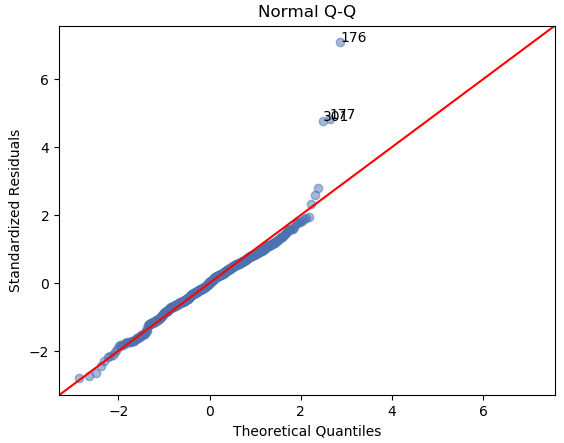 Normal Q-Q
176
177
301
6
4
2
0
−2
Standardized Residuals
−2 0 2 4 6
Theoretical Quantiles